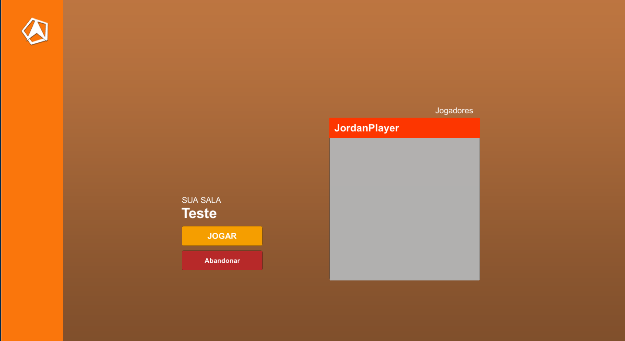 Jogadores
JordanPlayer
SUA SALA
Teste
JOGAR
Abandonar